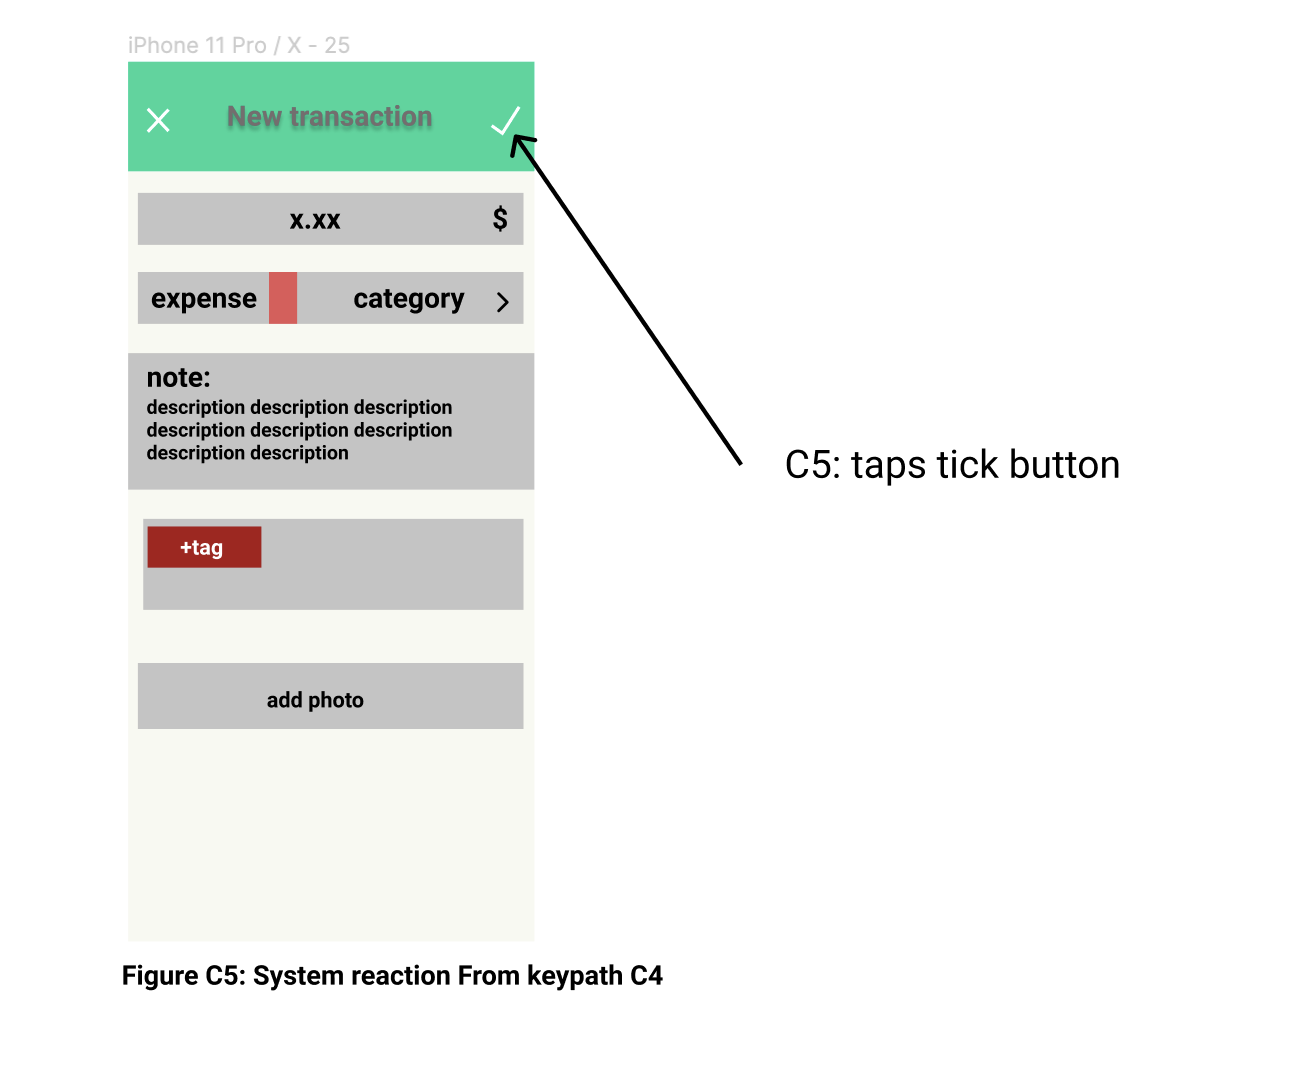 iPhone 11 Pro / X - 25
New transaction
x.xx $
expense category
note:
description description description
description description description
description description
C5: taps tick button
+tag
add photo
Figure C5: System reaction From keypath C4